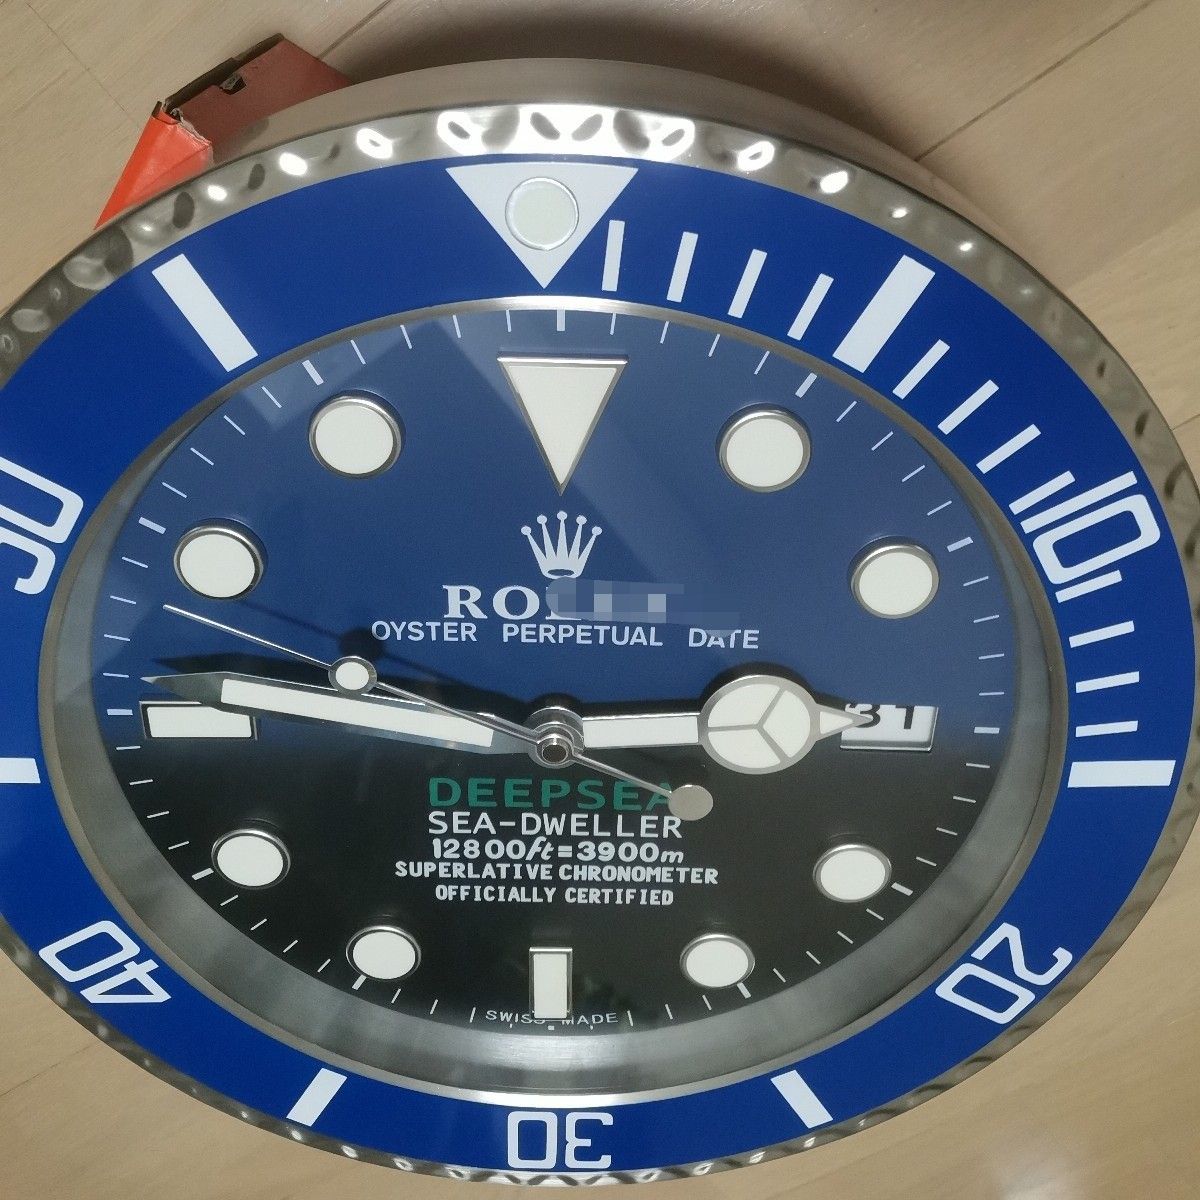 OYSTER PERPETUAL DATE
31
DEEPSEA
SEA-DWELLER
12800ft=3900m
SUPERLATIVE CHRONOMETER
OFFICIALLY CERTIFIED
SWISS MADE
10
20
30
40
50